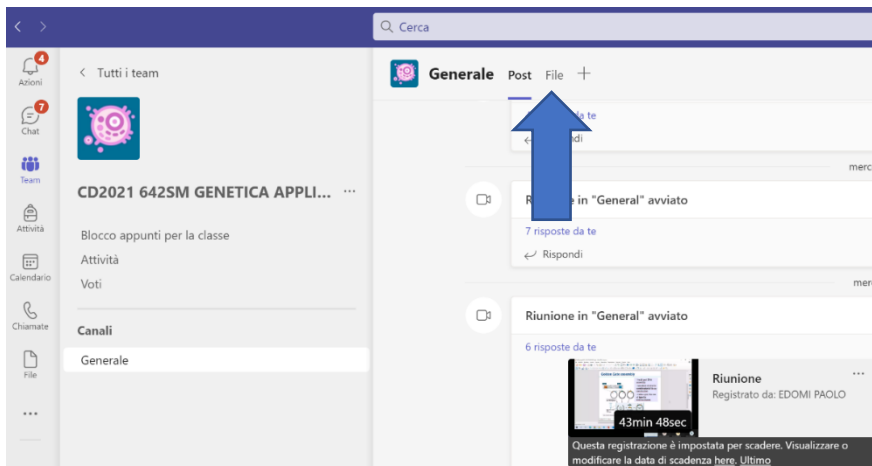 Cerca
4
Azioni
7
Chat
Team
Attività
Calendario
Chiamate
File
Tutti i team
CD2021 642SM GENETICA APPLI... ...
Blocco appunti per la classe
Attività
Voti
Canali
Generale
Generale Post File +
te
merc
in "General" avviato
7 risposte da te
Rispondi
mer
Riunione in "General" avviato
6 risposte da te
43min 48sec
Riunione
Registrato da: EDOMI PAOLO
Questa registrazione è impostata per scadere. Visualizzare o
modificare la data di scadenza here. Ultimo